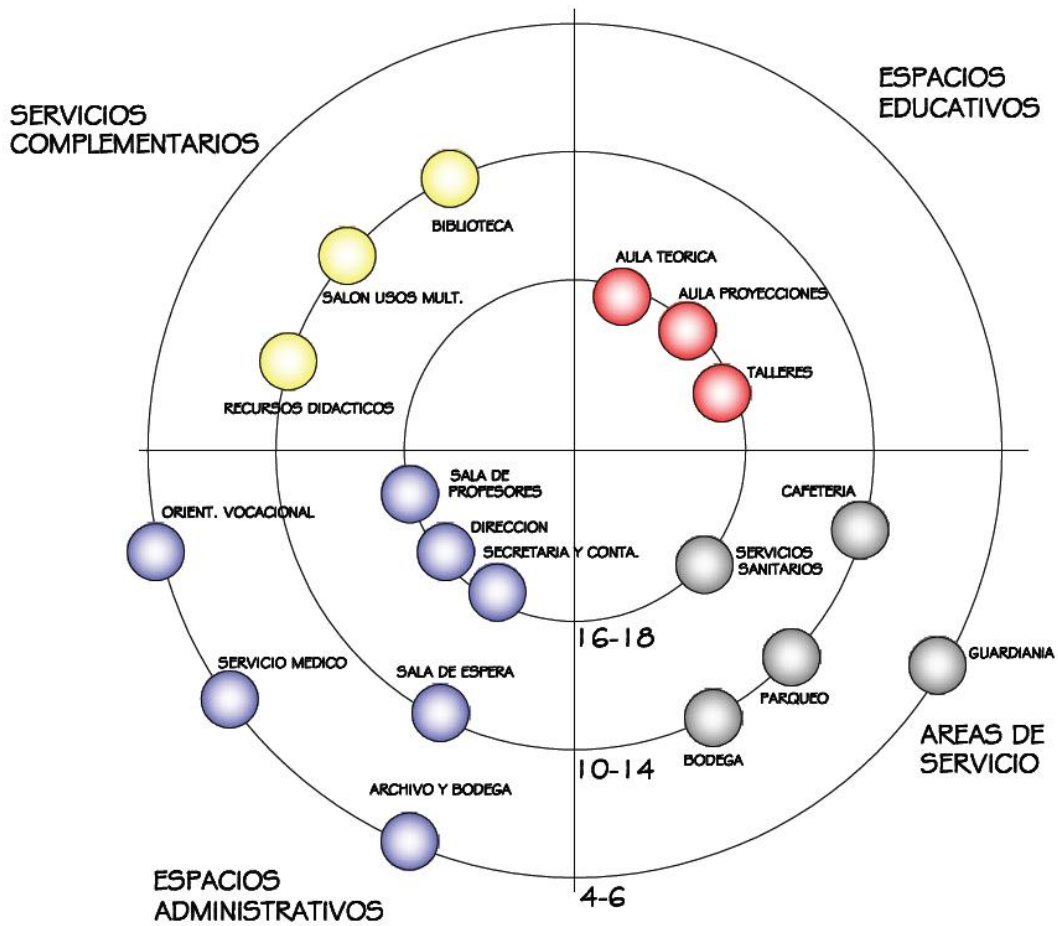 ESPACIOS
EDUCATIVOS
SERVICIOS
COMPLEMENTARIOS
BIBLIOTECA
SALON USOS MULT.
RECURSOS DIDACTICOS
AULA TEORICA
AULA PROYECCIONES
TALLERES
SALA DE
PROFESORES
DIRECCION
SECRETARIA Y CONTA.
ORIENT. VOCACIONAL
SERVICIO MEDICO
SALA DE ESPERA
ARCHIVO Y BODEGA
CAFETERIA
SERVICIOS
SANITARIOS
GUARDIANIA
PARQUEO
BODEGA
16-18
10-14
4-6
AREAS DE
SERVICIO
ESPACIOS
ADMINISTRATIVOS